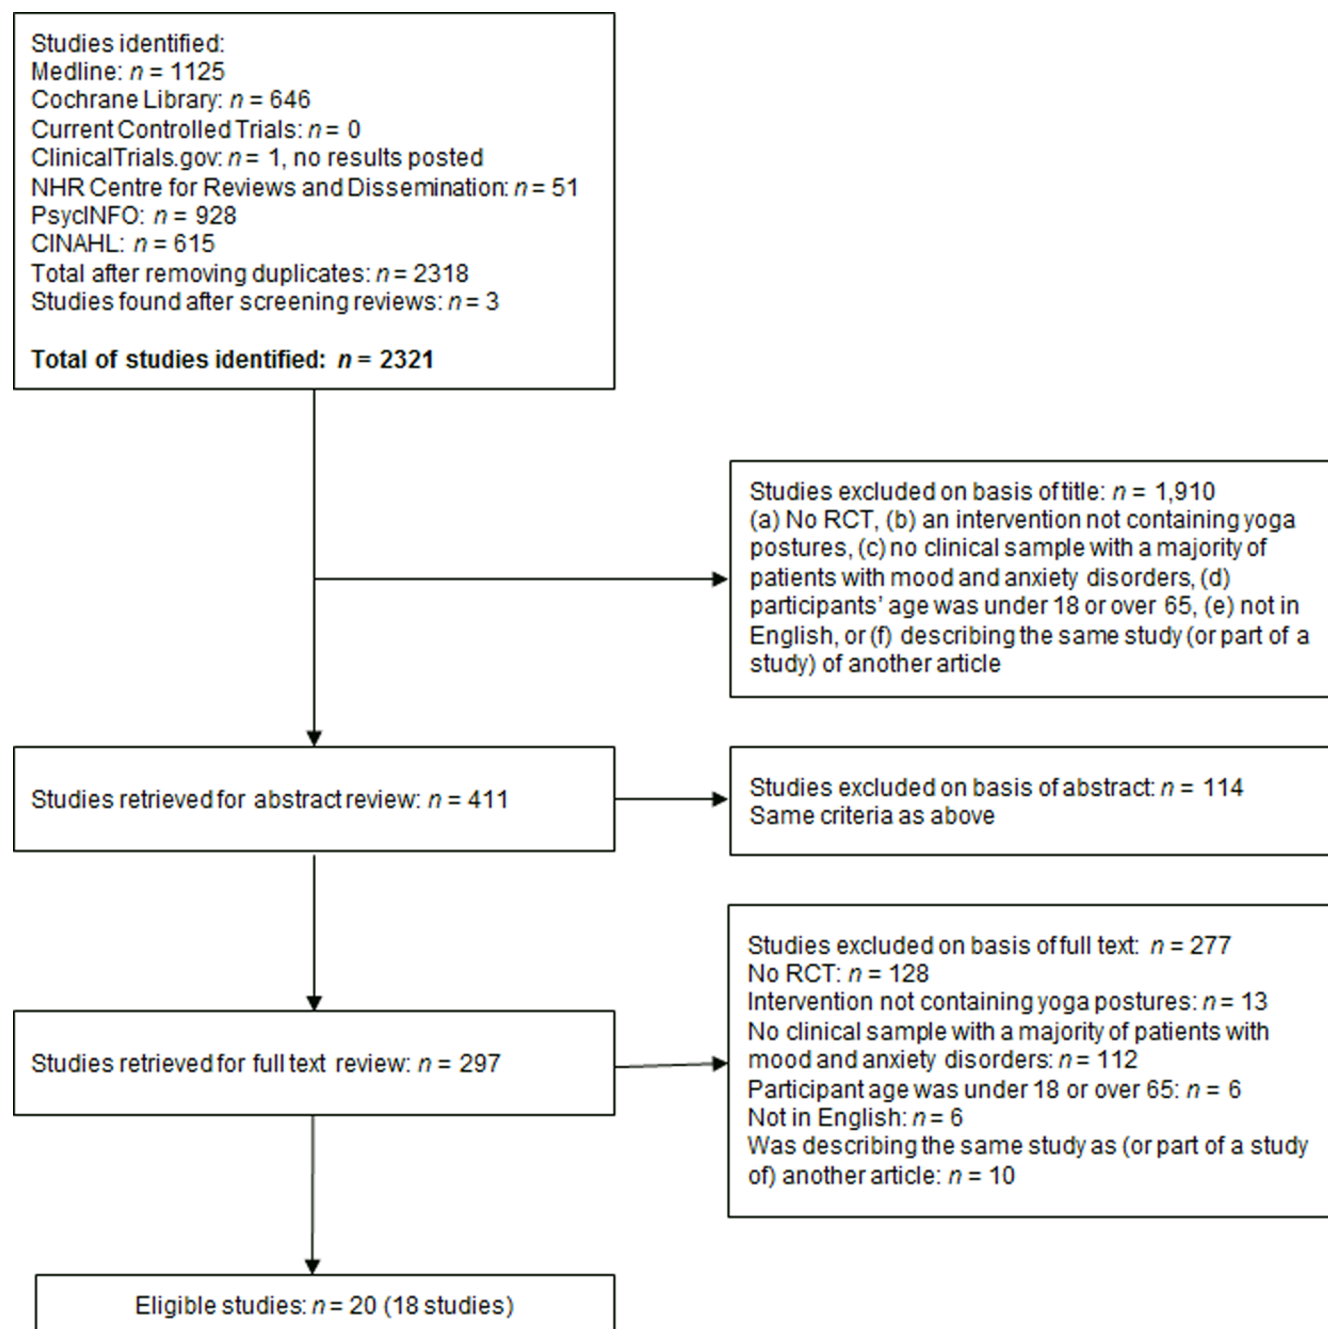 Studies identified:
Medline: n = 1125
Cochrane Library: n = 646
Current Controlled Trials: n = 0
ClinicalTrials.gov: n = 1, no results posted
NHR Centre for Reviews and Dissemination: n = 51
PsycINFO: n = 928
CINAHL: n = 615
Total after removing duplicates: n = 2318
Studies found after screening reviews: n = 3
Total of studies identified: n = 2321
Studies excluded on basis of title: n = 1,910
(a) No RCT, (b) an intervention not containing yoga
postures, (c) no clinical sample with a majority of
patients with mood and anxiety disorders, (d)
participants' age was under 18 or over 65, (e) not in
English, or (f) describing the same study (or part of a
study) of another article
Studies retrieved for abstract review: n = 411
Studies excluded on basis of abstract: n = 114
Same criteria as above
Studies retrieved for full text review: n = 297
Studies excluded on basis of full text: n = 277
No RCT: n = 128
Intervention not containing yoga postures: n = 13
No clinical sample with a majority of patients with
mood and anxiety disorders: n = 112
Participant age was under 18 or over 65: n = 6
Not in English: n = 6
Was describing the same study as (or part of a study
of) another article: n = 10
Eligible studies: n = 20 (18 studies)